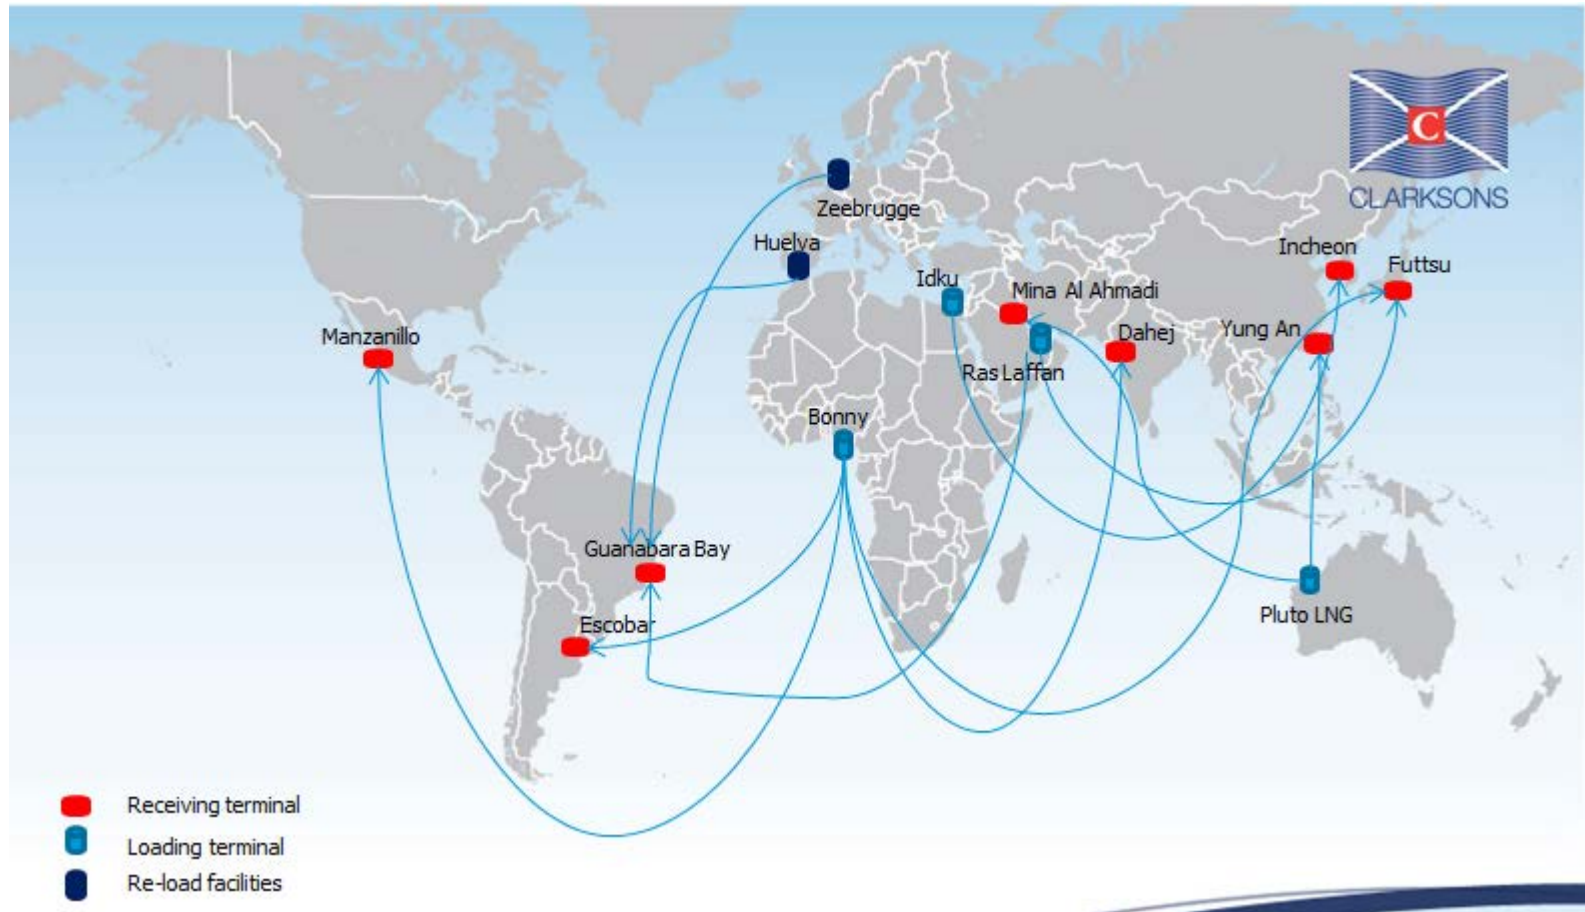 C
CLARKSONS
Zeebrugge
Huelva
Incheon
Futtsu
Idku
Mina Al Ahmadi
Manzanillo
Dahej
Yung An
Ras Laffan
Bonny
Guanabara Bay
Pluto LNG
Escobar
Receiving terminal
Loading terminal
Re-load facilities